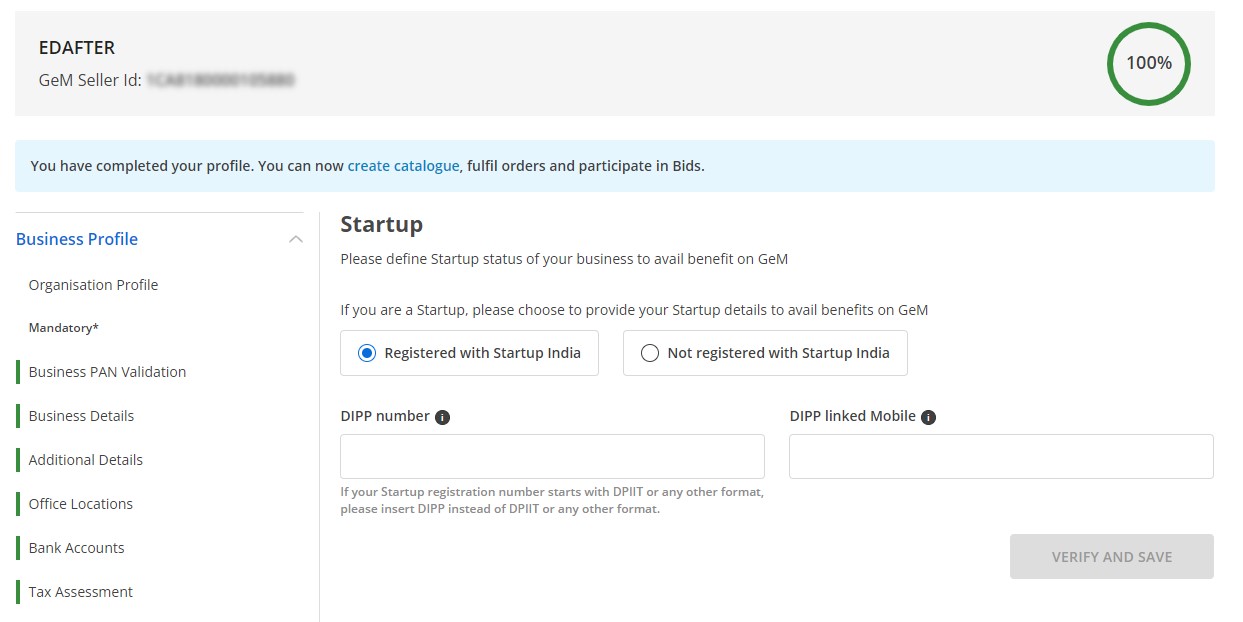 EDAFTER
GeM Seller Id:
100%
You have completed your profile. You can now create catalogue, fulfil orders and participate in Bids.
Business Profile
Organisation Profile
Mandatory*
Business PAN Validation
Business Details
Additional Details
Office Locations
Bank Accounts
Tax Assessment
Startup
Please define Startup status of your business to avail benefit on GeM
If you are a Startup, please choose to provide your Startup details to avail benefits on GeM
Registered with Startup India
Not registered with Startup India
DIPP number
DIPP linked Mobile
If your Startup registration number starts with DPIIT or any other format,
please insert DIPP instead of DPIIT or any other format.
VERIFY AND SAVE